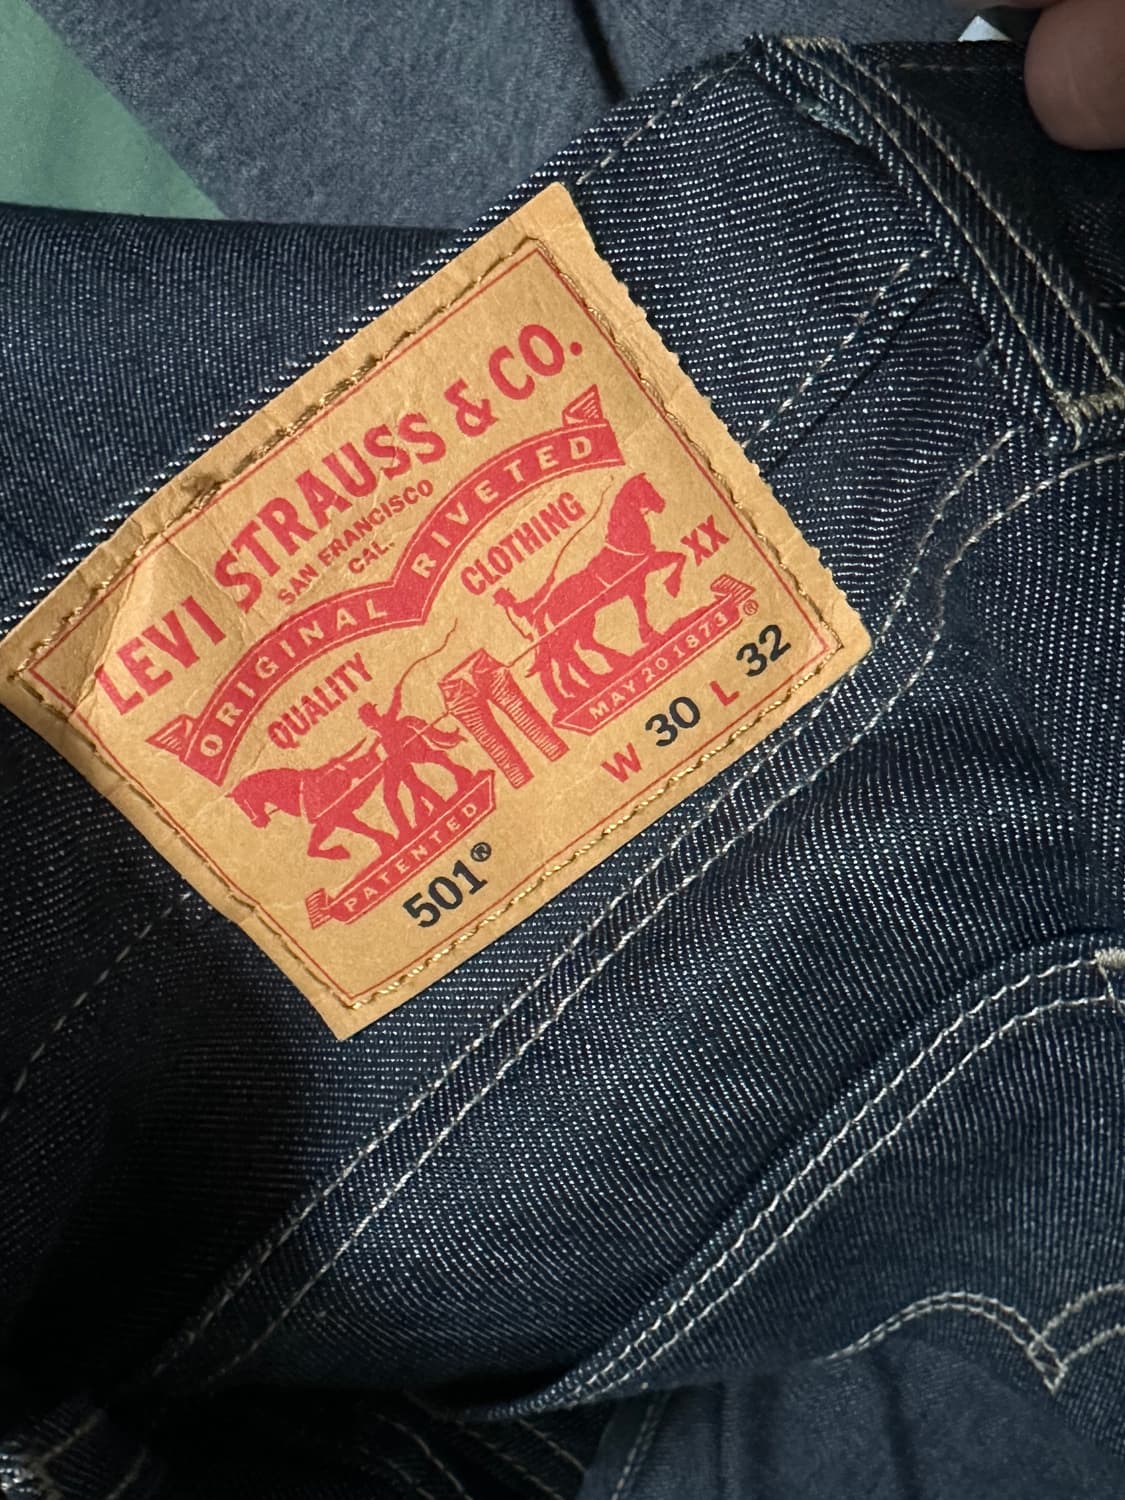 LEVI STRAUSS & CO.
SAN FRANCISCO
CAL.
ORIGINAL RIVETED
QUALITY CLOTHING
XX
PATENTED MAY 20 1873 ®
501® W 30 L 32